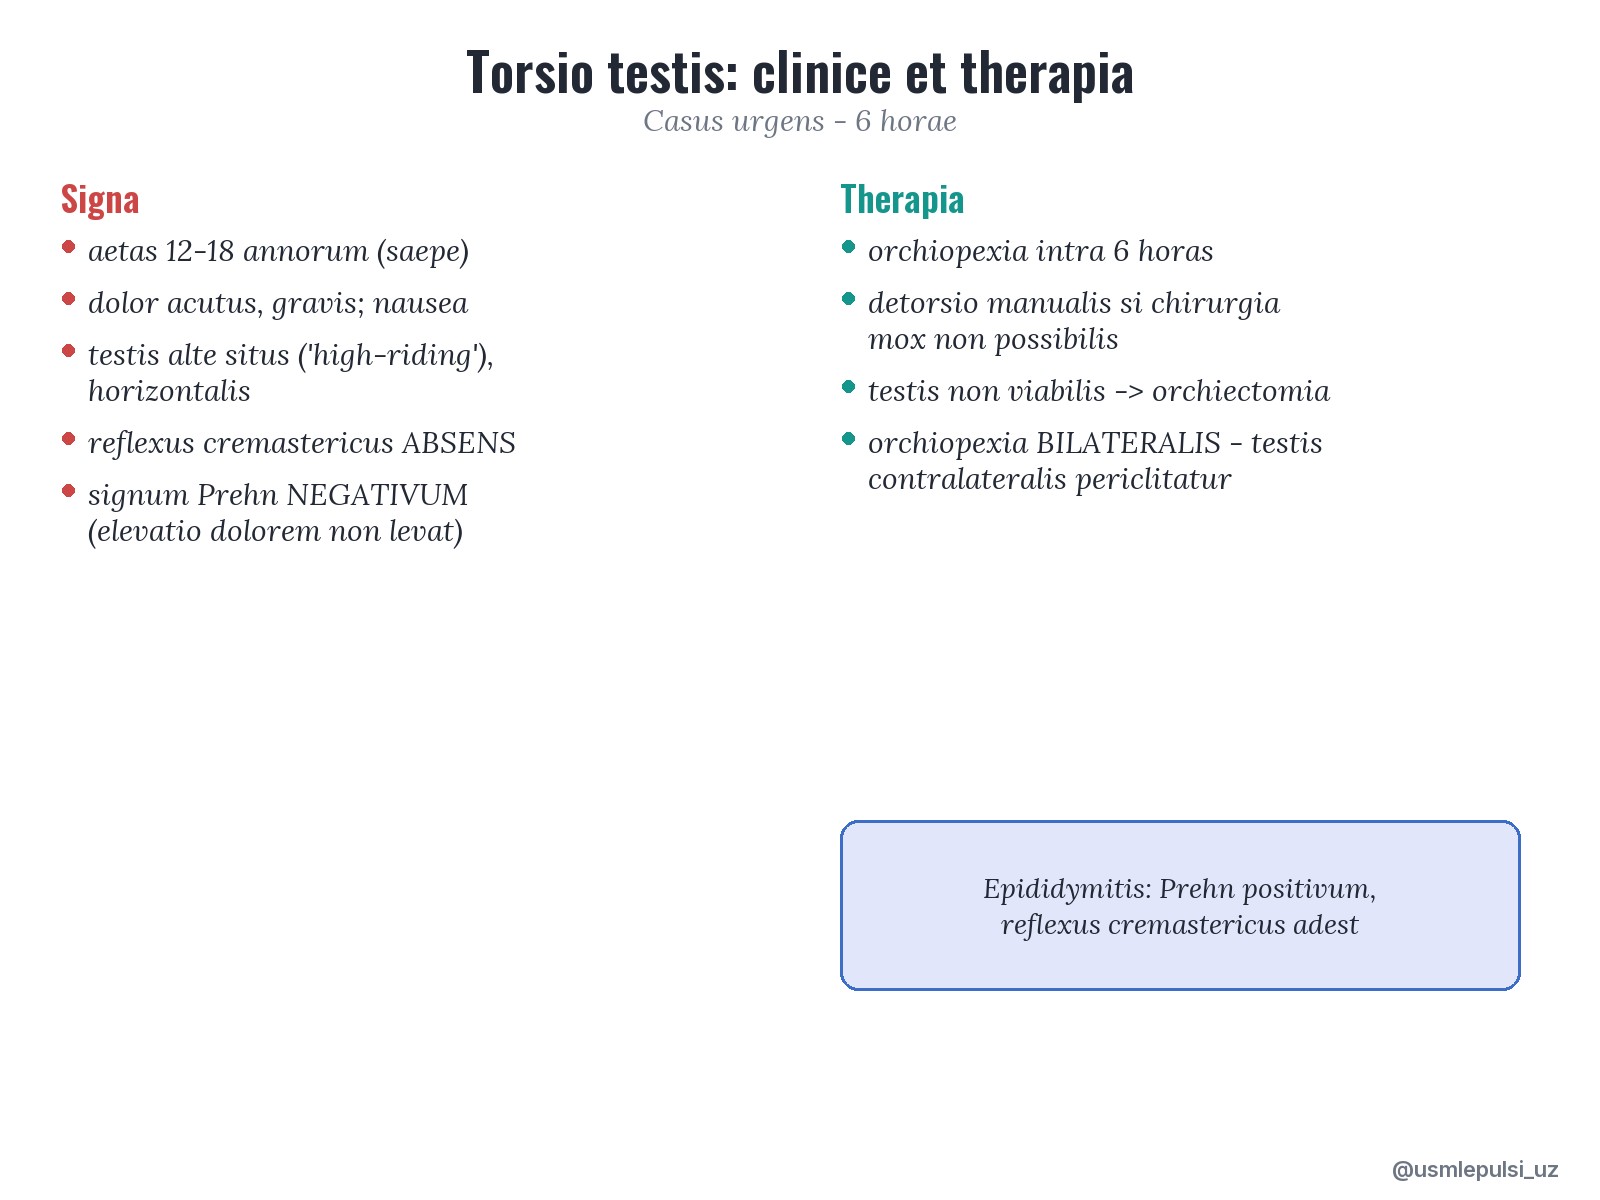 Torsio testis: clinice et therapia
Casus urgens - 6 horae
Signa
aetas 12-18 annorum (saepe)
dolor acutus, gravis; nausea
testis alte situs ('high-riding'),
horizontalis
reflexus cremastericus ABSENS
signum Prehn NEGATIVUM
(elevatio dolorem non levat)
Therapia
orchiopexia intra 6 horas
detorsio manualis si chirurgia
mox non possibilis
testis non viabilis -> orchiectomia
orchiopexia BILATERALIS - testis
contralateralis periclitatur
Epididymitis: Prehn positivum,
reflexus cremastericus adest
@usmlepulsi_uz